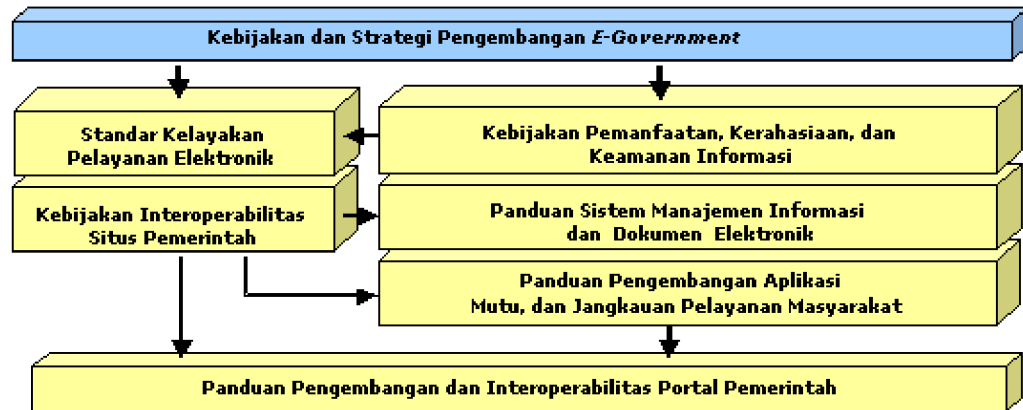 Kebijakan dan Strategi Pengembangan E-Government
Standar Kelayakan
Pelayanan Elektronik
Kebijakan Pemanfaatan, Kerahasiaan, dan
Keamanan Informasi
Kebijakan Interoperabilitas
Situs Pemerintah
Panduan Sistem Manajemen Informasi
dan Dokumen Elektronik
Panduan Pengembangan Aplikasi
Mutu, dan Jangkauan Pelayanan Masyarakat
Panduan Pengembangan dan Interoperabilitas Portal Pemerintah